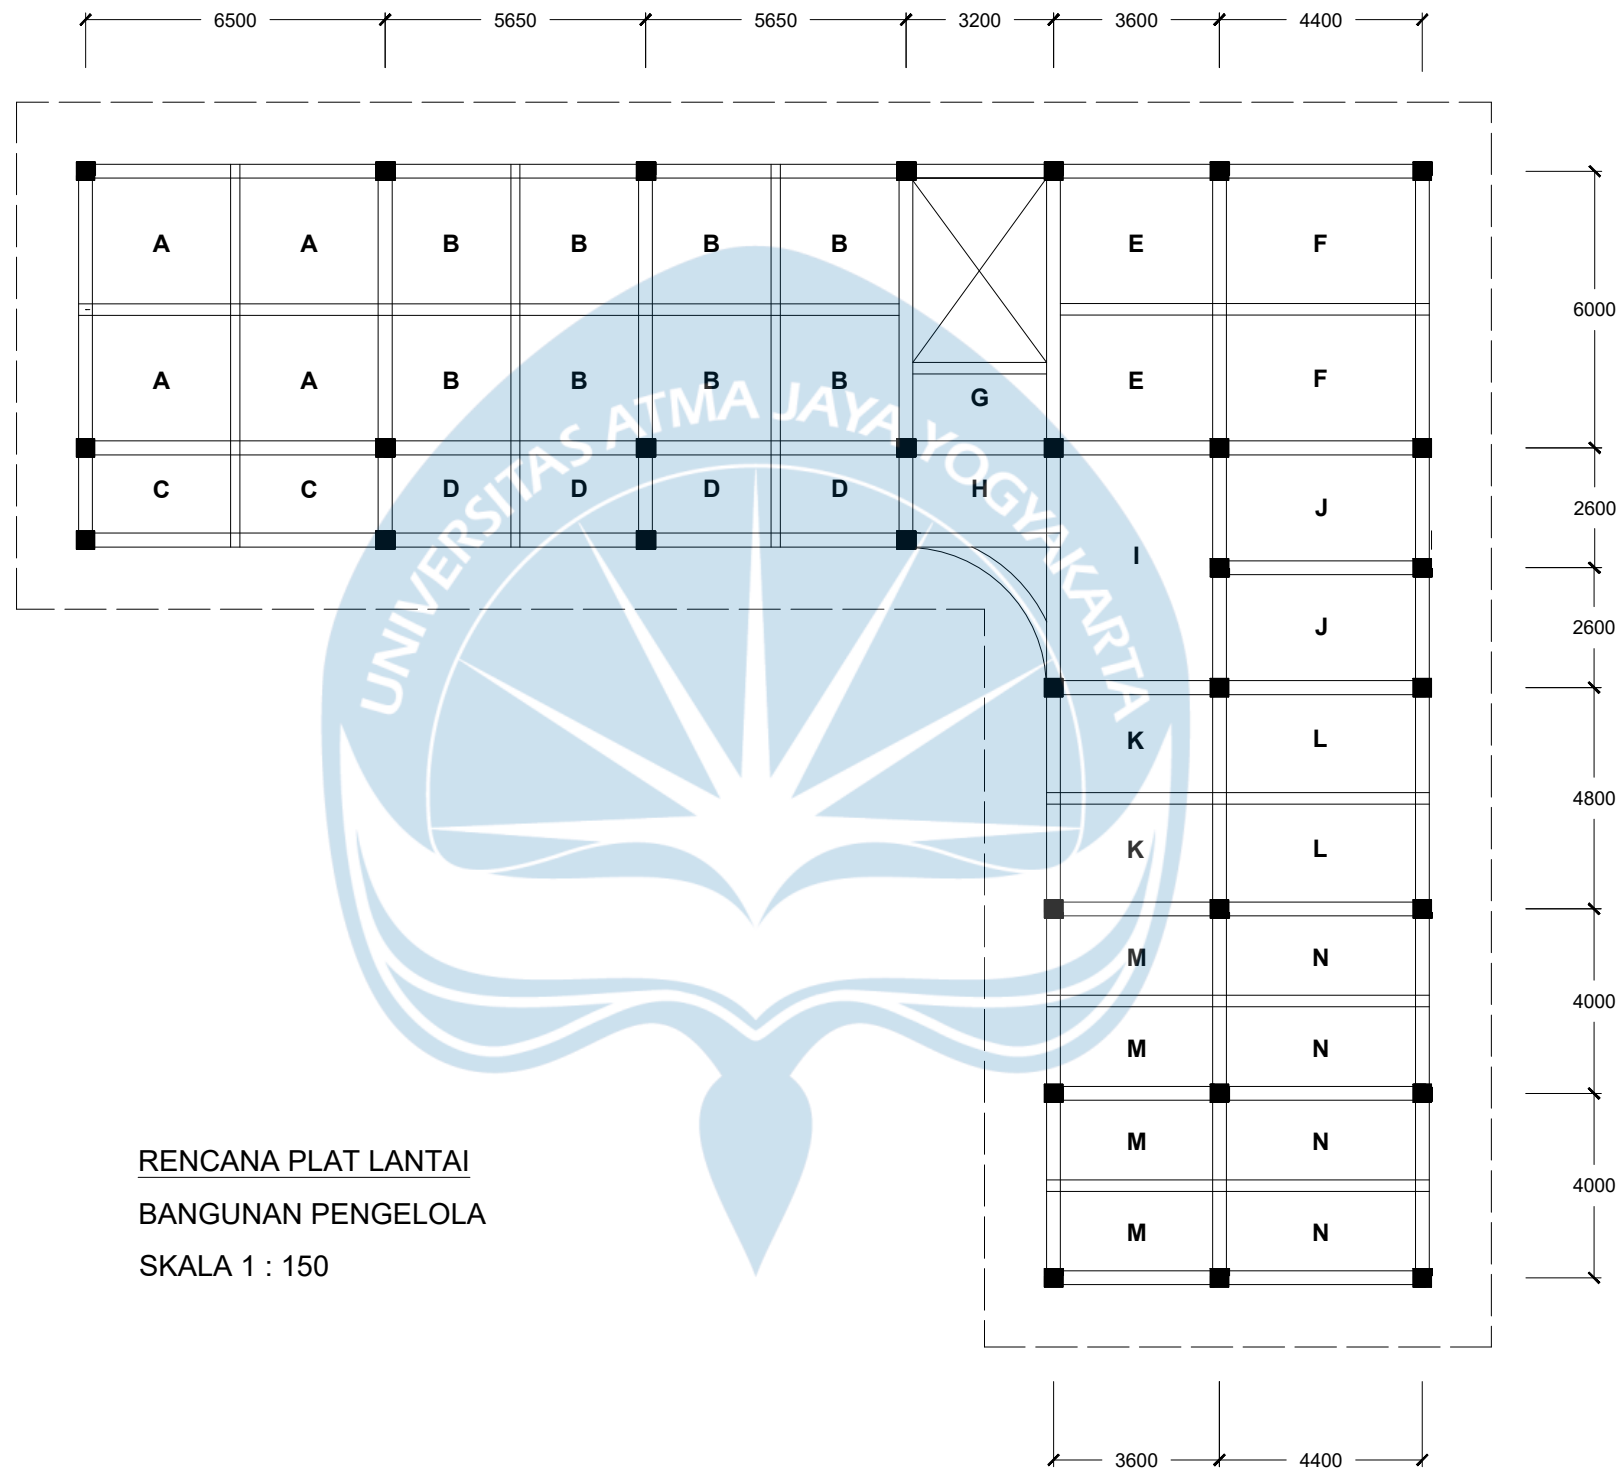 6500 5650 5650 3200 3600 4400
A A B B B B E F
6000
A A B B B B G E F
C C D D D D H J
2600
I
J
2600
K L
4800
K L
M N
4000
M N
M N
4000
M N
UNIVERSITAS ATMA JAYA YOGYAKARTA
RENCANA PLAT LANTAI
BANGUNAN PENGELOLA
SKALA 1 : 150
3600 4400